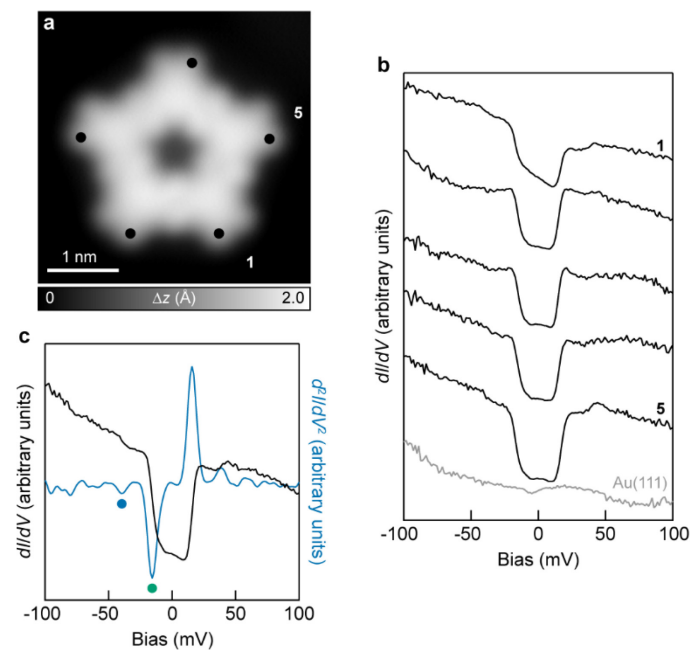 a
5
1 nm
1
0 Δz (Å) 2.0
b
1
5
Au(111)
dI/dV (arbitrary units)
-100 -50 0 50 100
Bias (mV)
c
dI/dV (arbitrary units)
d²I/dV² (arbitrary units)
-100 -50 0 50 100
Bias (mV)